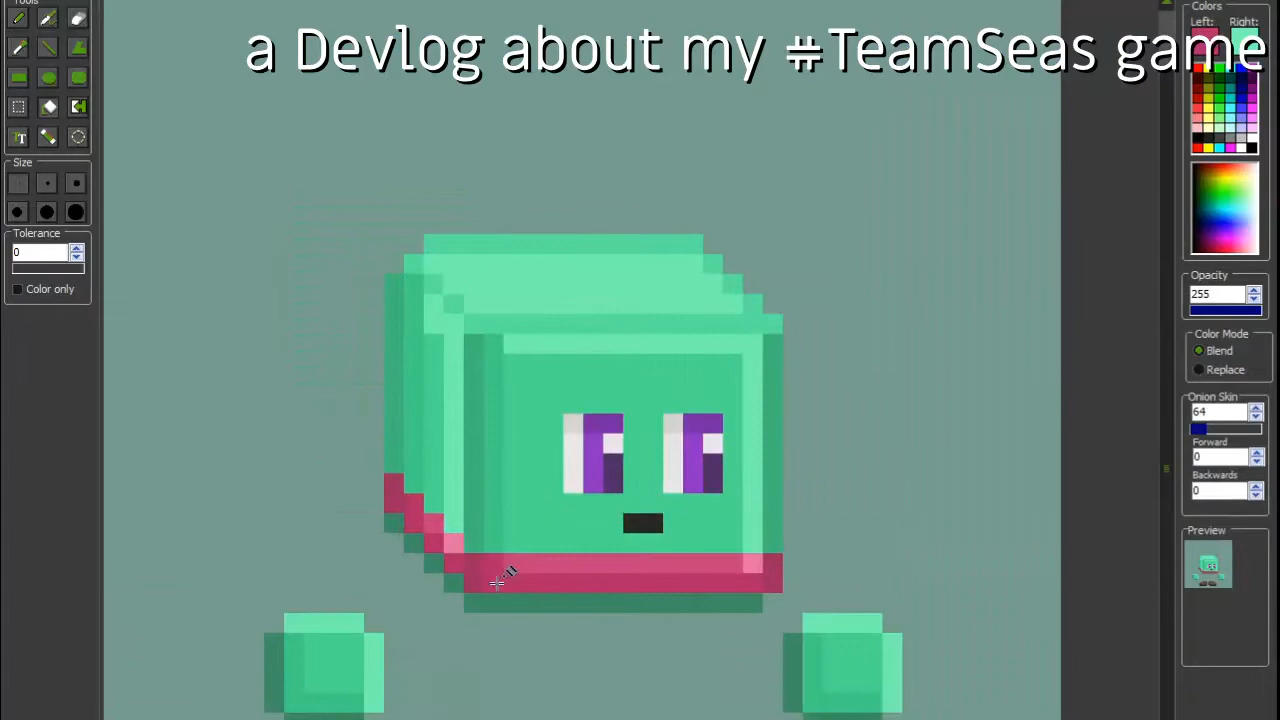 a Devlog about my #TeamSeas game
Tools
Size
Tolerance
0
Color only
Colors
Left: Right:
Opacity
255
Color Mode
Blend
Replace
Onion Skin
64
Forward
0
Backwards
0
Preview